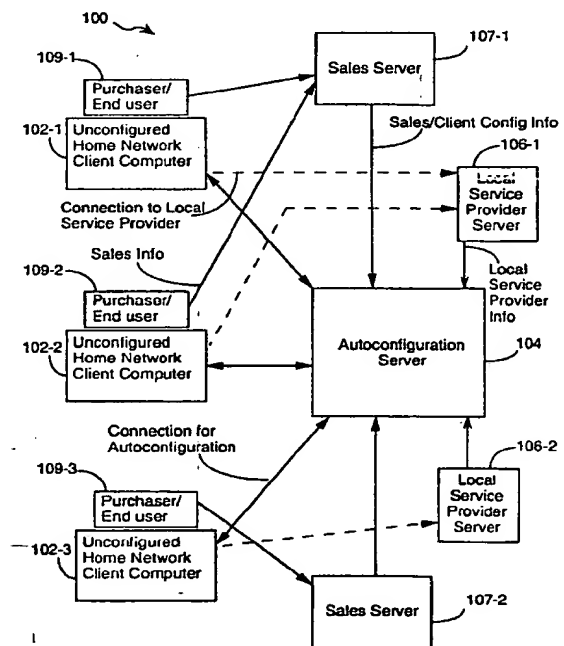 100
107-1
109-1
Sales Server
Purchaser/
End user
102-1
Unconfigured
Home Network
Client Computer
Sales/Client Config Info
106-1
Local
Service
Provider
Server
Connection to Local
Service Provider
Sales Info
109-2
Local
Service
Provider
Info
Purchaser/
End user
102-2
Unconfigured
Home Network
Client Computer
Autoconfiguration
Server
104
Connection for
Autoconfiguration
106-2
109-3
Local
Service
Provider
Server
Purchaser/
End user
102-3
Unconfigured
Home Network
Client Computer
107-2
Sales Server